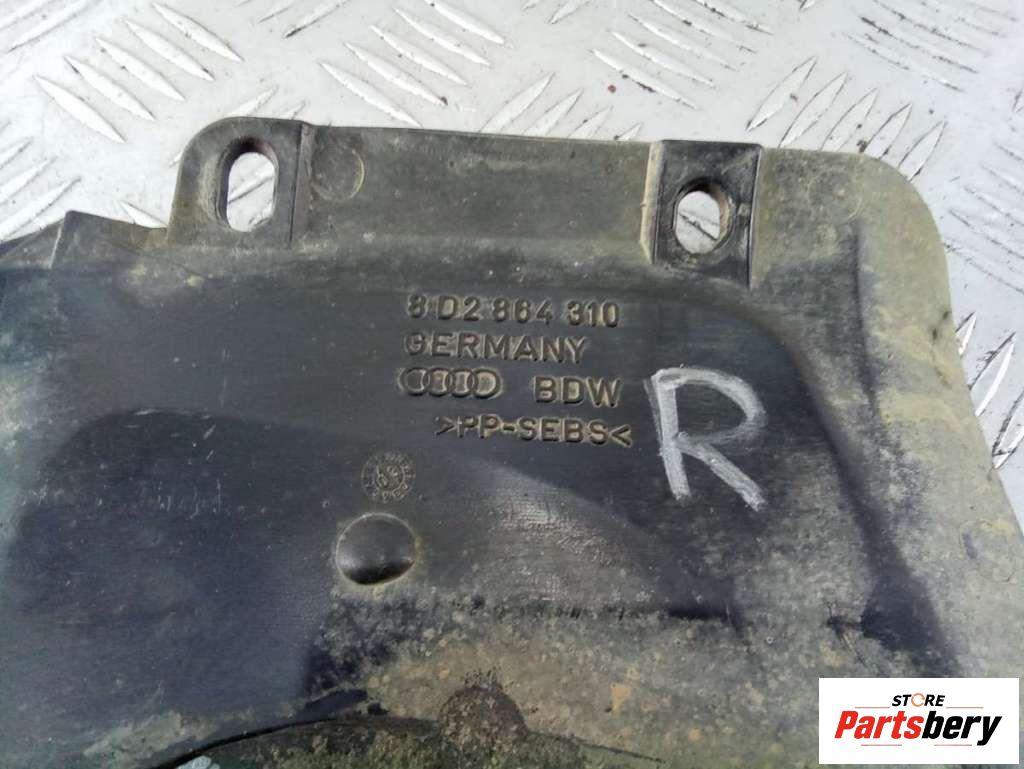 8D2 864 310
GERMANY
BDW
>PP-SEBS<
R
STORE
Partsbery